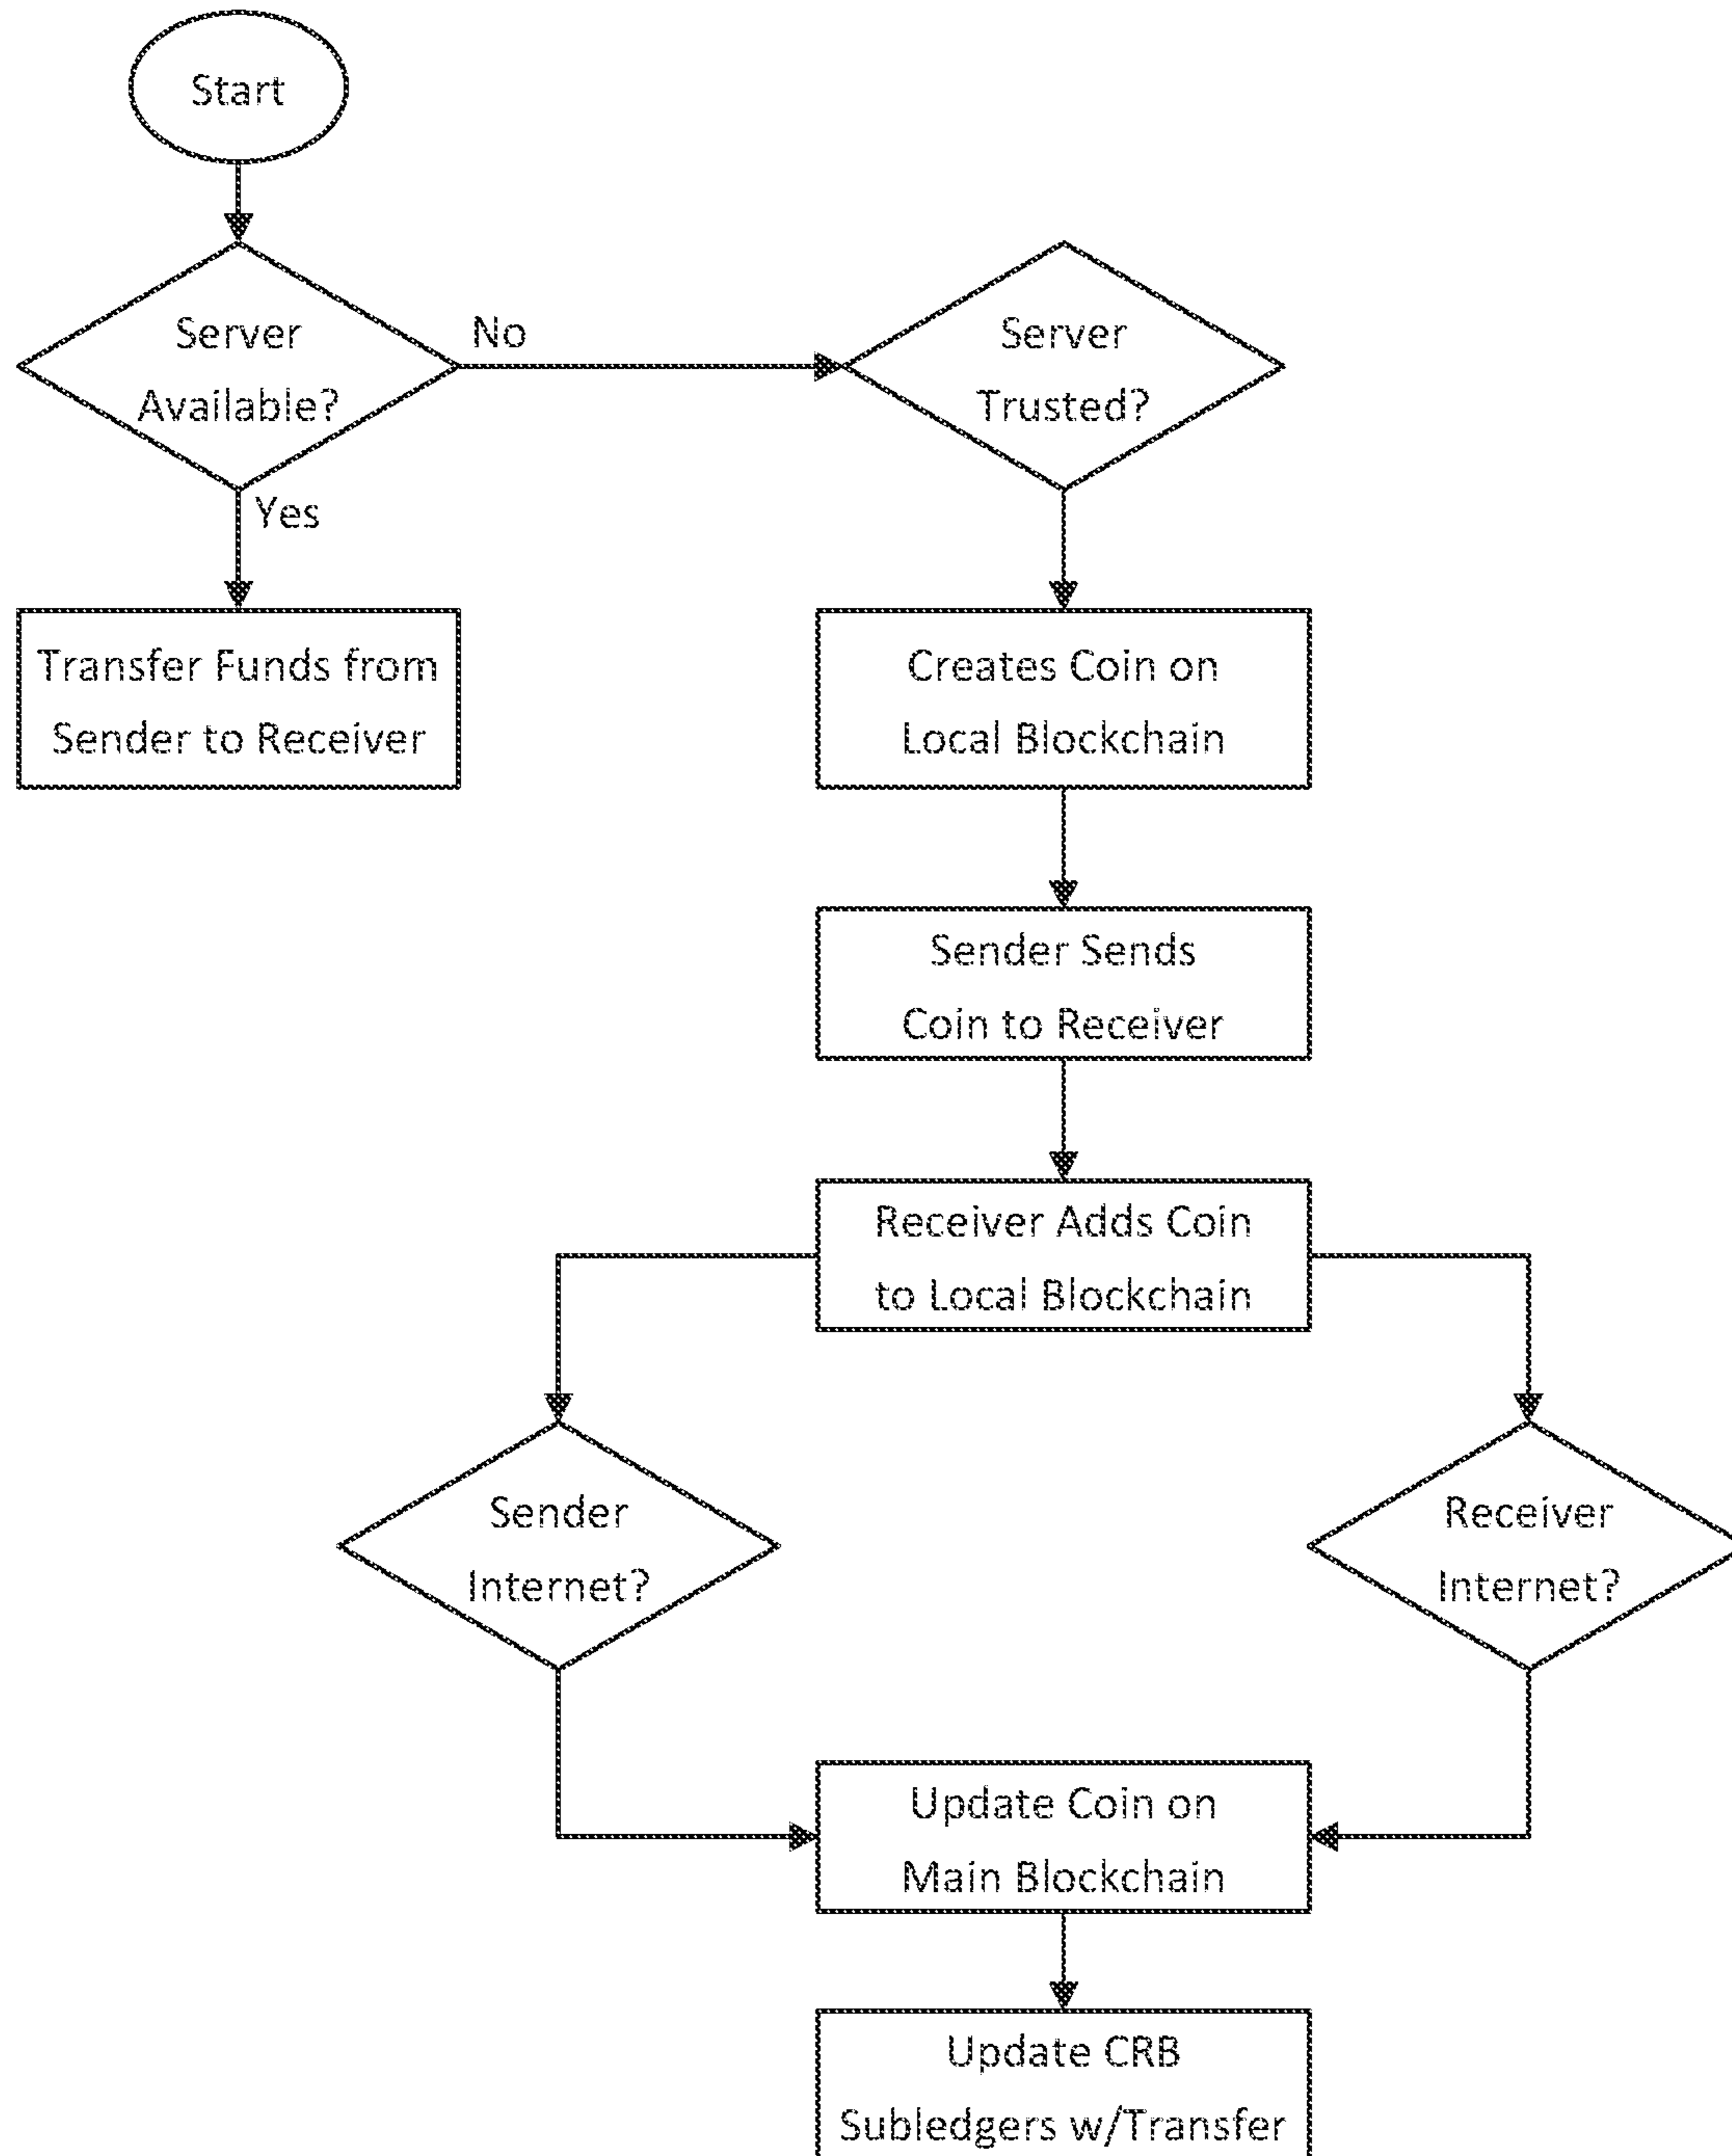 Start
Server
Available?
No
Server
Trusted?
Yes
Transfer Funds from
Sender to Receiver
Creates Coin on
Local Blockchain
Sender Sends
Coin to Receiver
Receiver Adds Coin
to Local Blockchain
Sender
Internet?
Receiver
Internet?
Update Coin on
Main Blockchain
Update CRB
Subledgers w/Transfer